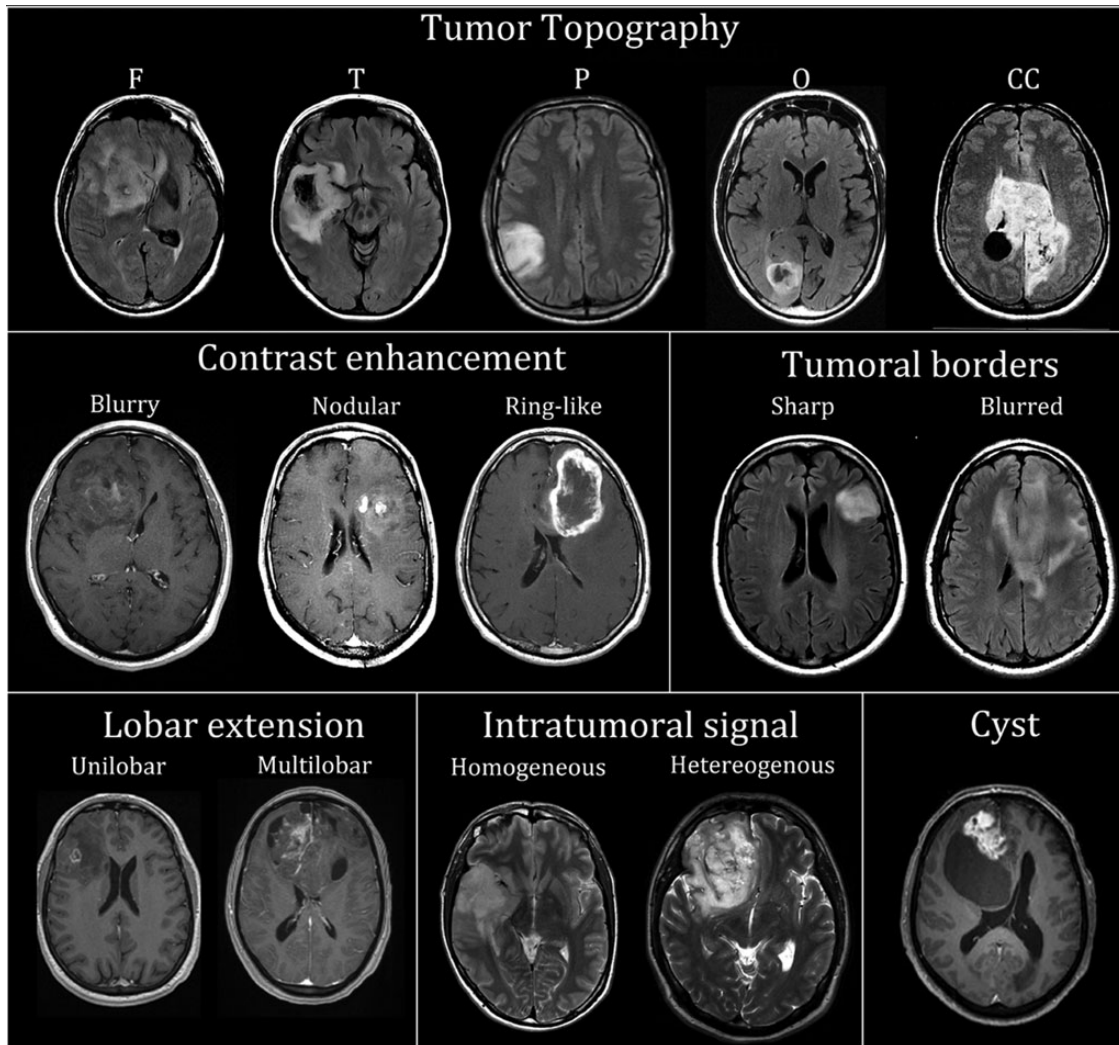 Tumor Topography
F T P O CC
Contrast enhancement
Blurry Nodular Ring-like
Tumoral borders
Sharp Blurred
Lobar extension
Unilobar Multilobar
Intratumoral signal
Homogeneous Hetereogenous
Cyst